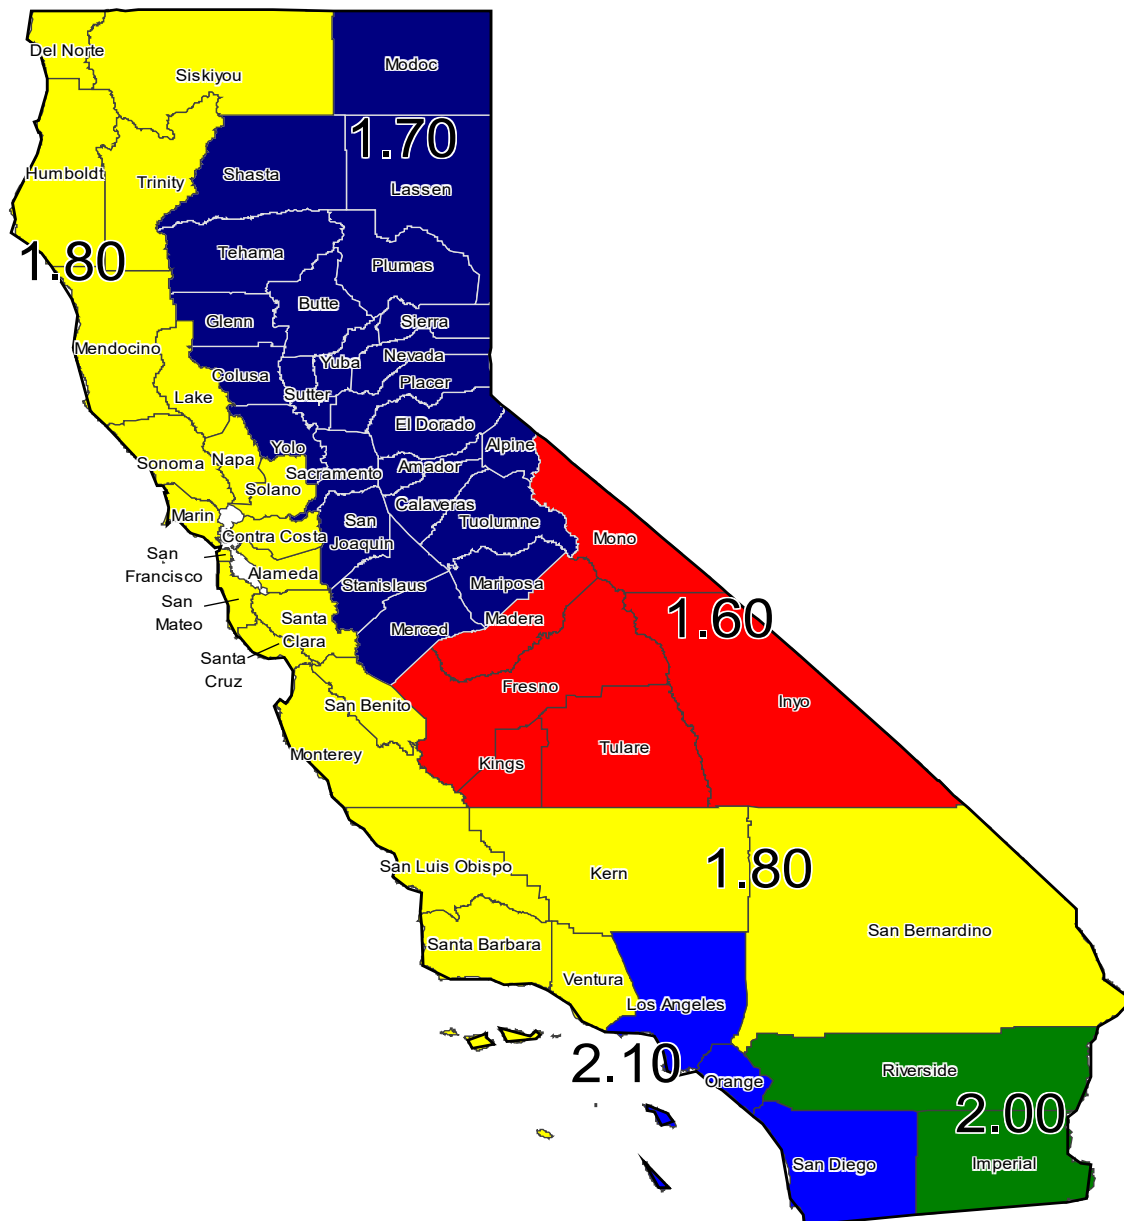 Del Norte
Siskiyou
Modoc
1.70
Shasta
Lassen
Humboldt
Trinity
1.80
Tehama
Plumas
Butte
Glenn
Sierra
Mendocino
Yuba
Nevada
Colusa
Placer
Lake
Sutter
El Dorado
Yolo
Alpine
Sonoma
Napa
Sacramento
Amador
Solano
Calaveras
Marin
San
Joaquin
Tuolumne
Contra Costa
Mono
San
Francisco
Alameda
Stanislaus
Mariposa
San
Mateo
Santa
Clara
Merced
Madera
1.60
Santa
Cruz
Fresno
San Benito
Inyo
Monterey
Kings
Tulare
San Luis Obispo
Kern
1.80
San Bernardino
Santa Barbara
Ventura
Los Angeles
2.10
Orange
Riverside
2.00
San Diego
Imperial